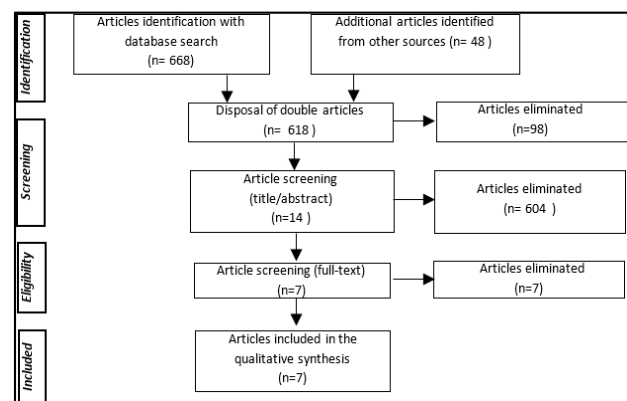 Identification
Articles identification with
database search
(n= 668)
Additional articles identified
from other sources (n= 48 )
Disposal of double articles
(n= 618 )
Articles eliminated
(n=98)
Screening
Article screening
(title/abstract)
(n=14 )
Articles eliminated
(n= 604 )
Eligibility
Article screening (full-text)
(n=7)
Articles eliminated
(n=7)
Included
Articles included in the
qualitative synthesis
(n=7)